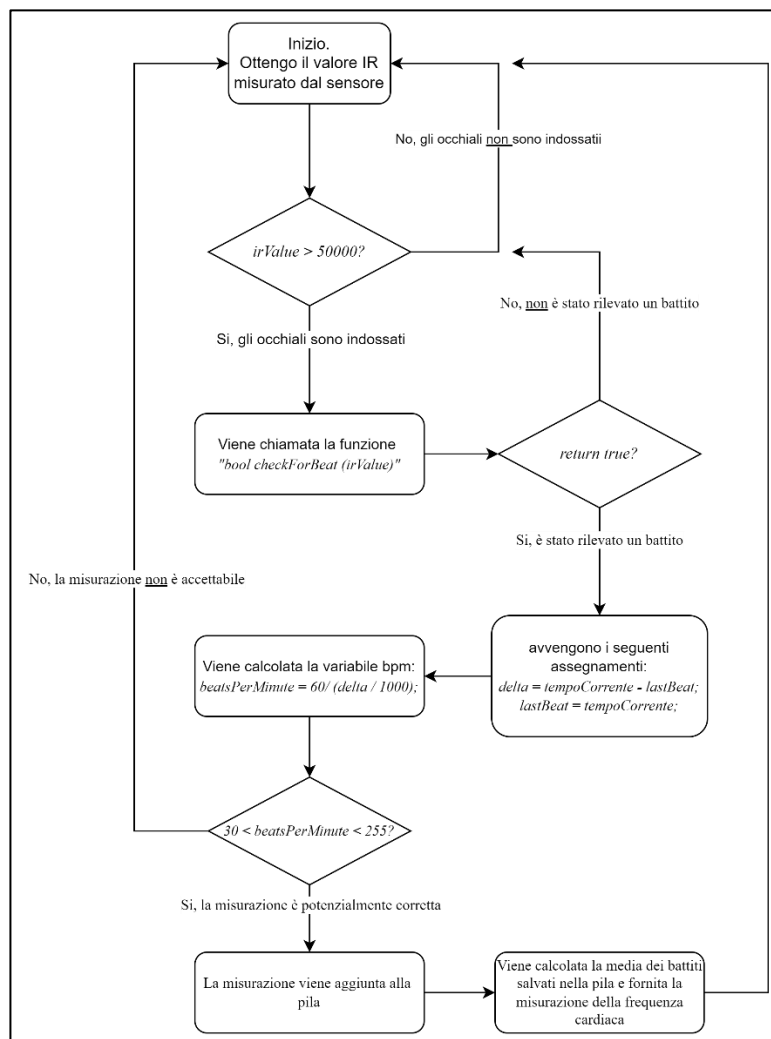 Inizio.
Ottengo il valore IR
misurato dal sensore
No, gli occhiali non sono indossatii
irValue > 50000?
No, non è stato rilevato un battito
Si, gli occhiali sono indossati
Viene chiamata la funzione
"bool checkForBeat (irValue)"
return true?
Si, è stato rilevato un battito
No, la misurazione non è accettabile
avvengono i seguenti
assegnamenti:
delta = tempoCorrente - lastBeat;
lastBeat = tempoCorrente;
Viene calcolata la variabile bpm:
beatsPerMinute = 60/ (delta / 1000);
30 < beatsPerMinute < 255?
Si, la misurazione è potenzialmente corretta
La misurazione viene aggiunta alla
pila
Viene calcolata la media dei battiti
salvati nella pila e fornita la
misurazione della frequenza
cardiaca